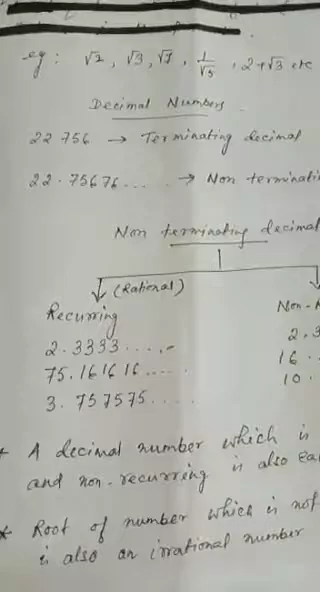 eg : √2, √3, √7, 1/√5, 2+√3 etc
Decimal Numbers
22.756 → Terminating decimal
22.75676..... → Non terminati
Non terminating decimal
(Rational)
Recurring Non-
2.3333..... 2.3
75.161616..... 16..
3.757575.... 10.
* A decimal number which is
and non-recurring is also
* Root of number which is not
is also an irrational number